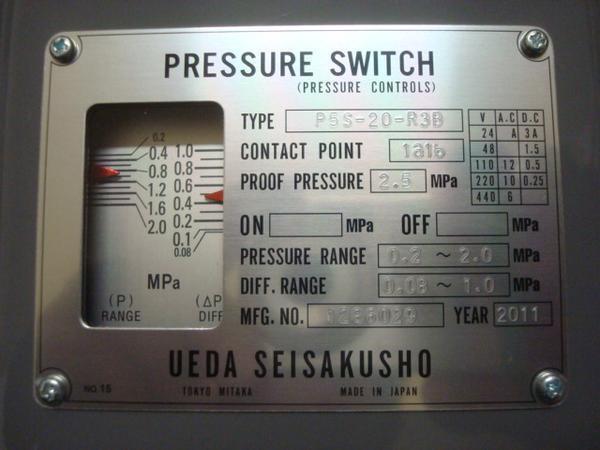 PRESSURE SWITCH
(PRESSURE CONTROLS)
TYPE P5S-20-R3B
CONTACT POINT 1a1b
PROOF PRESSURE 2.5 MPa
V A.C D.C
24 A 3A
48 1.5
110 12 0.5
220 10 0.25
440 6
ON MPa OFF MPa
PRESSURE RANGE 0.2 ~ 2.0 MPa
DIFF. RANGE 0.08 ~ 1.0 MPa
MFG. NO. YEAR 2011
0.2
0.4 1.0
0.8 0.8
1.2 0.6
1.6 0.4
2.0 0.2
0.1
0.08
MPa
(P) (ΔP
RANGE DIFF
UEDA SEISAKUSHO
NO.15 TOKYO MITAKA MADE IN JAPAN